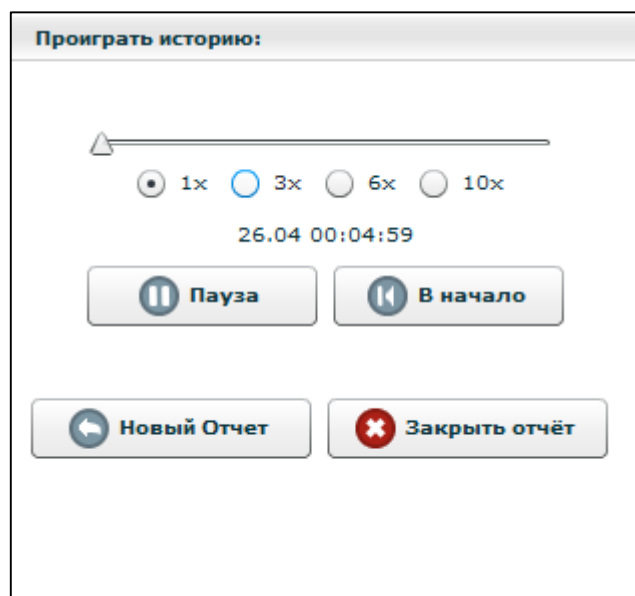 Проиграть историю:
1x 3x 6x 10x
26.04 00:04:59
Пауза В начало
Новый Отчет Закрыть отчёт